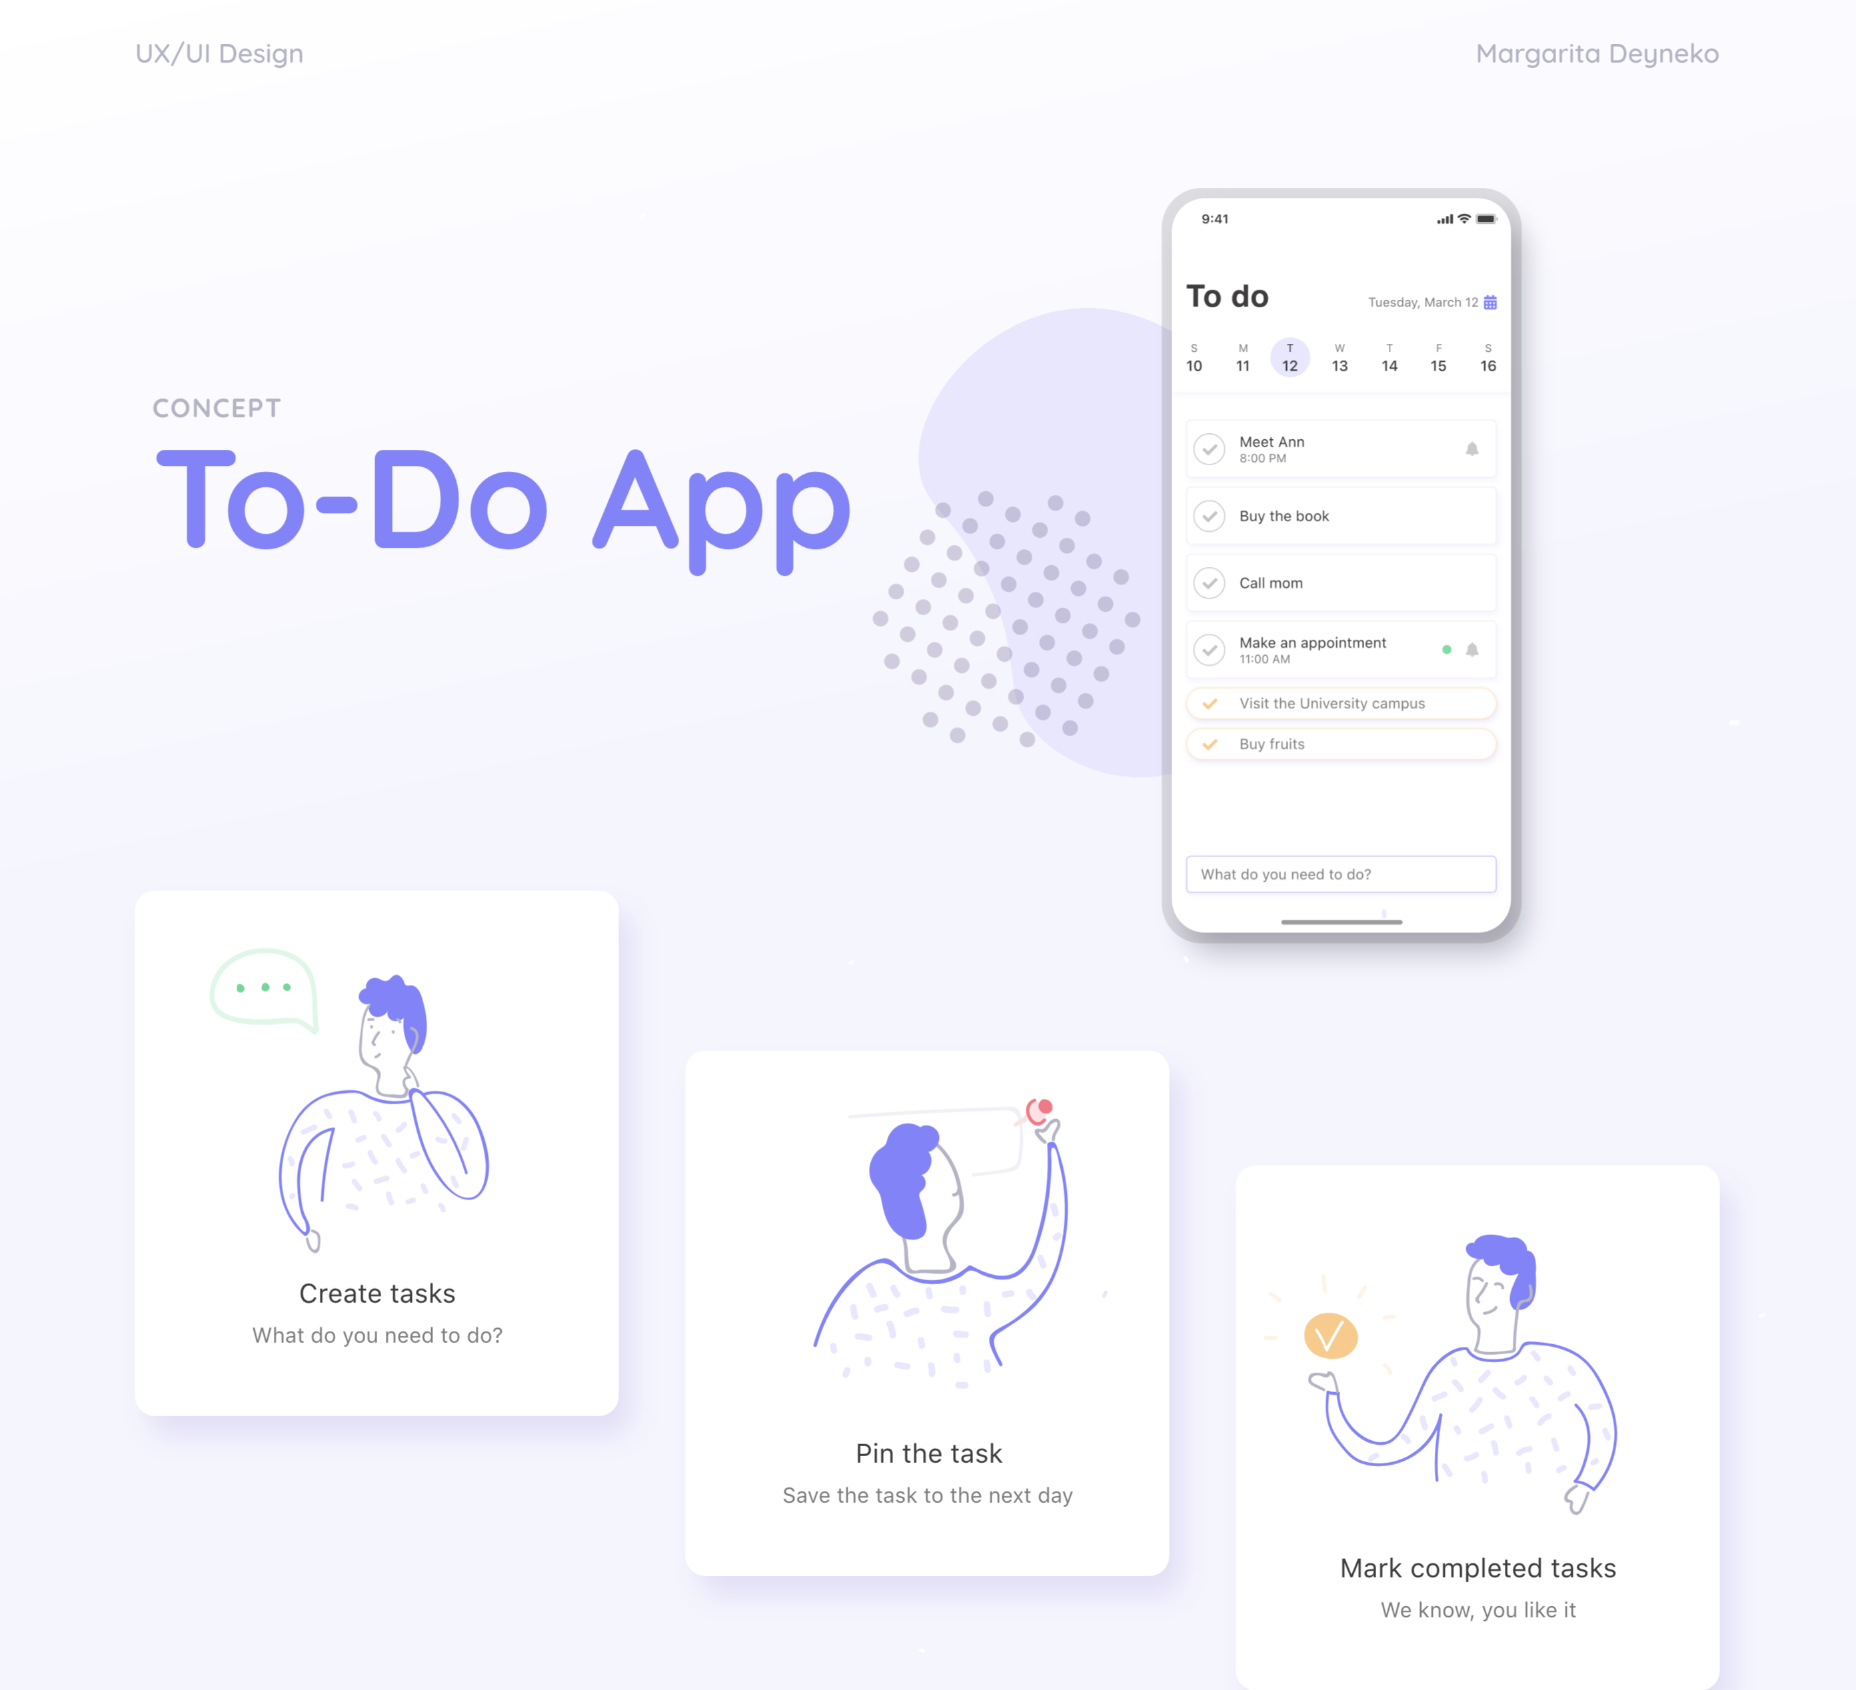 UX/UI Design
Margarita Deyneko
CONCEPT
To-Do App
9:41
To do
Tuesday, March 12
S M T W T F S
10 11 12 13 14 15 16
Meet Ann
8:00 PM
Buy the book
Call mom
Make an appointment
11:00 AM
Visit the University campus
Buy fruits
What do you need to do?
Create tasks
What do you need to do?
Pin the task
Save the task to the next day
Mark completed tasks
We know, you like it